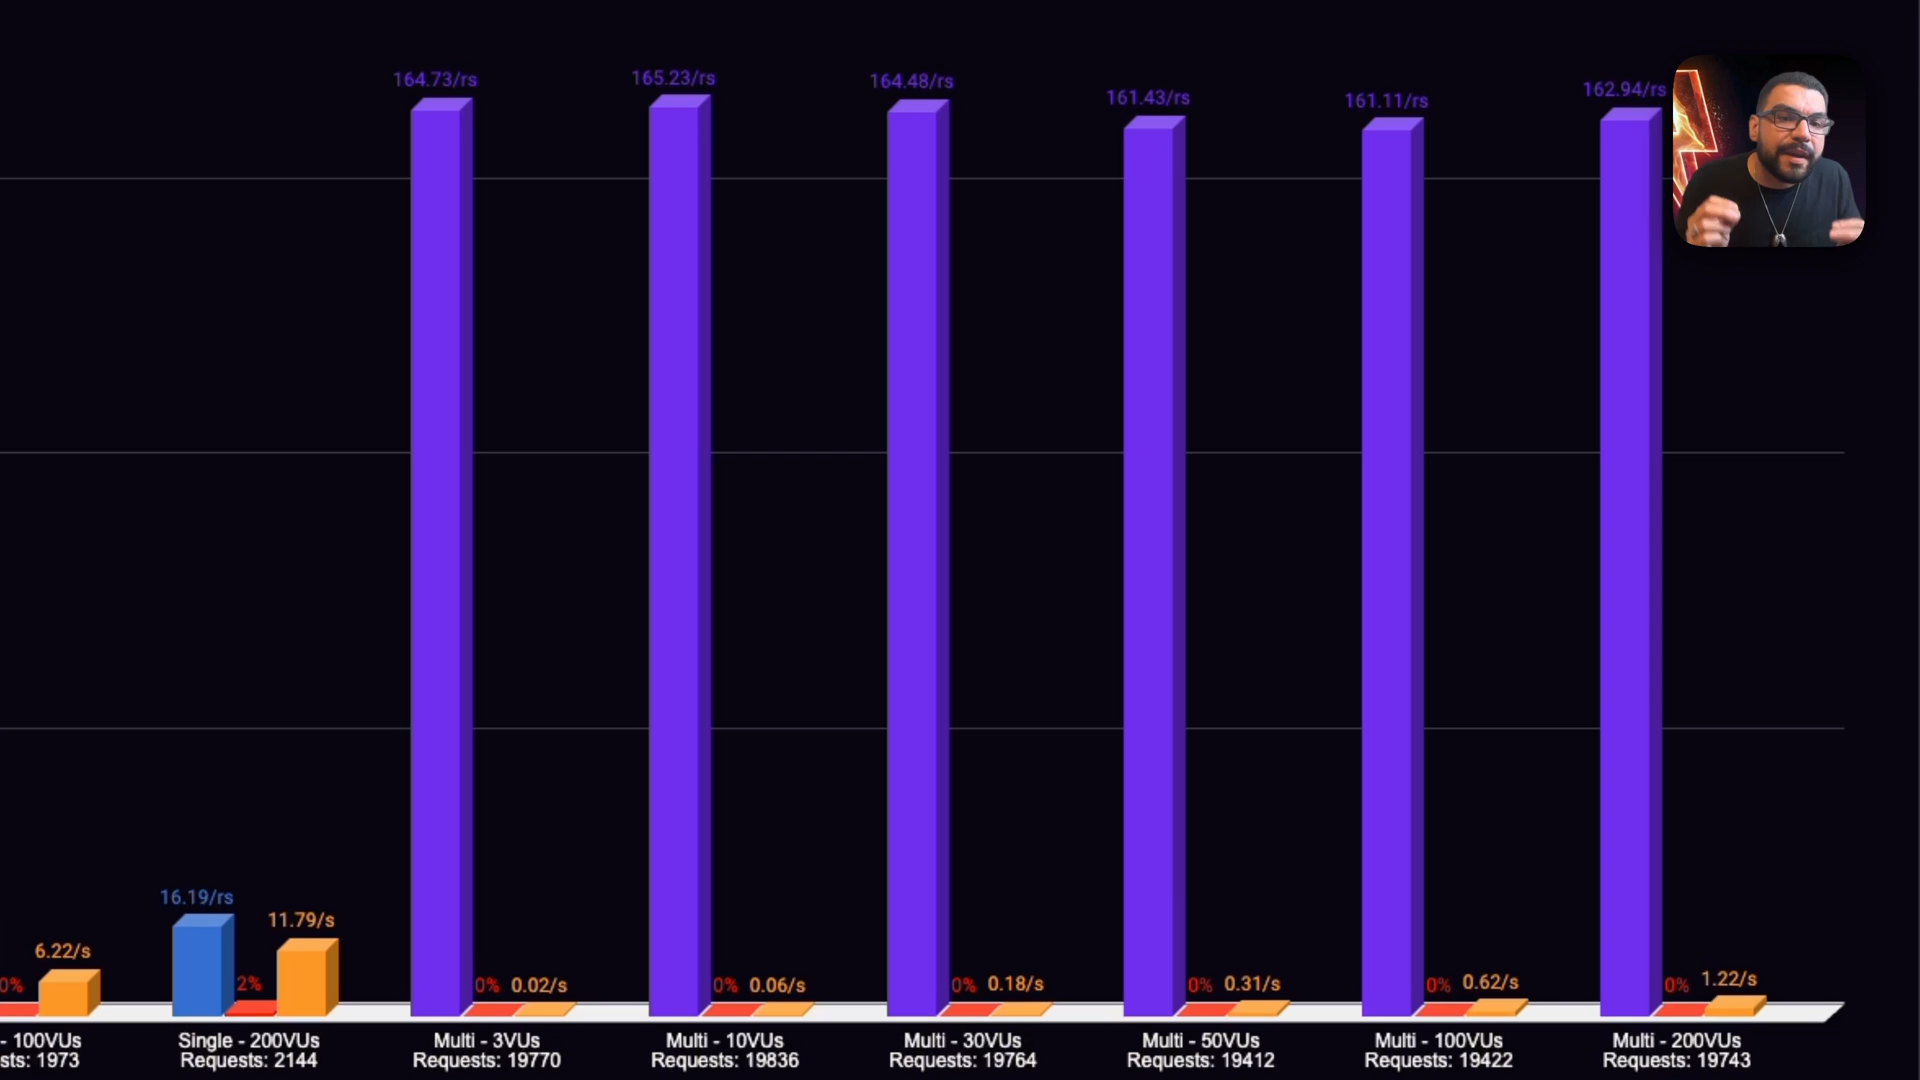 164.73/rs
165.23/rs
164.48/rs
161.43/rs
161.11/rs
162.94/rs
16.19/rs
11.79/s
6.22/s
0%
2%
0%
0.02/s
0%
0.06/s
0%
0.18/s
0%
0.31/s
0%
0.62/s
0%
1.22/s
- 100VUs
sts: 1973
Single - 200VUs
Requests: 2144
Multi - 3VUs
Requests: 19770
Multi - 10VUs
Requests: 19836
Multi - 30VUs
Requests: 19764
Multi - 50VUs
Requests: 19412
Multi - 100VUs
Requests: 19422
Multi - 200VUs
Requests: 19743